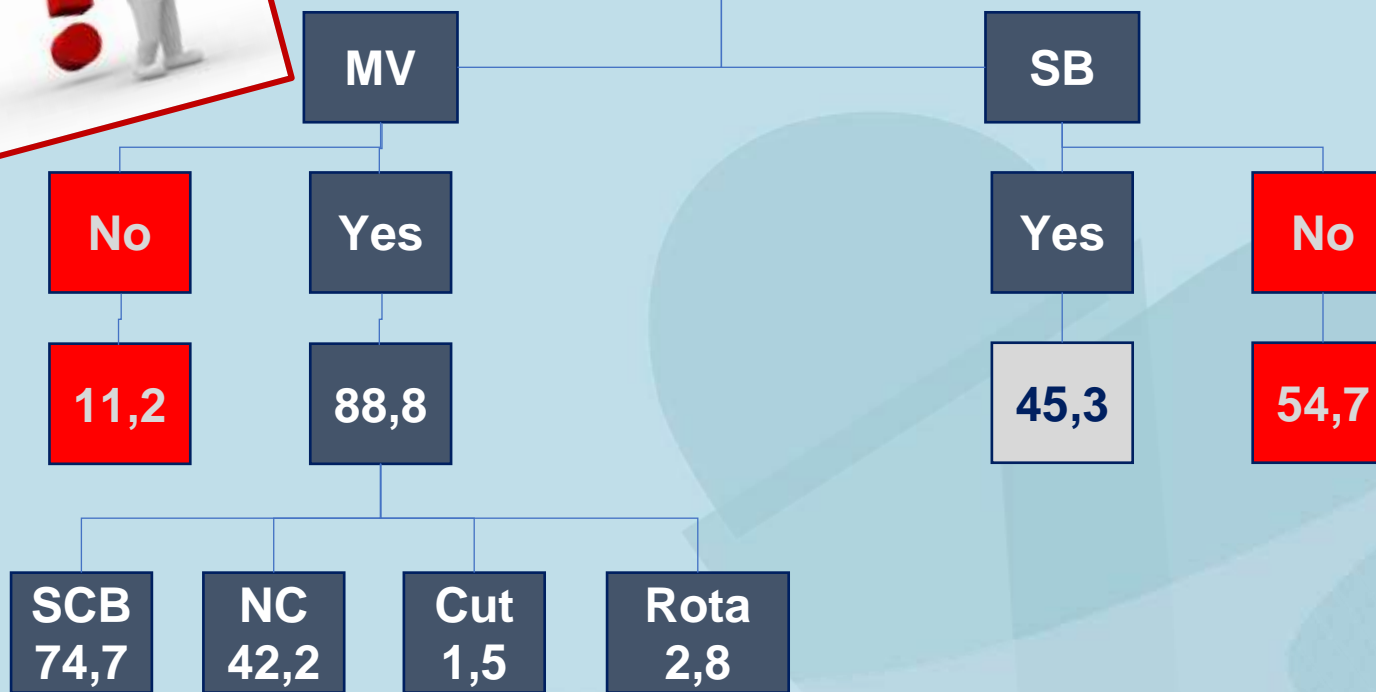 MV
SB
No
Yes
Yes
No
11,2
88,8
45,3
54,7
SCB
74,7
NC
42,2
Cut
1,5
Rota
2,8